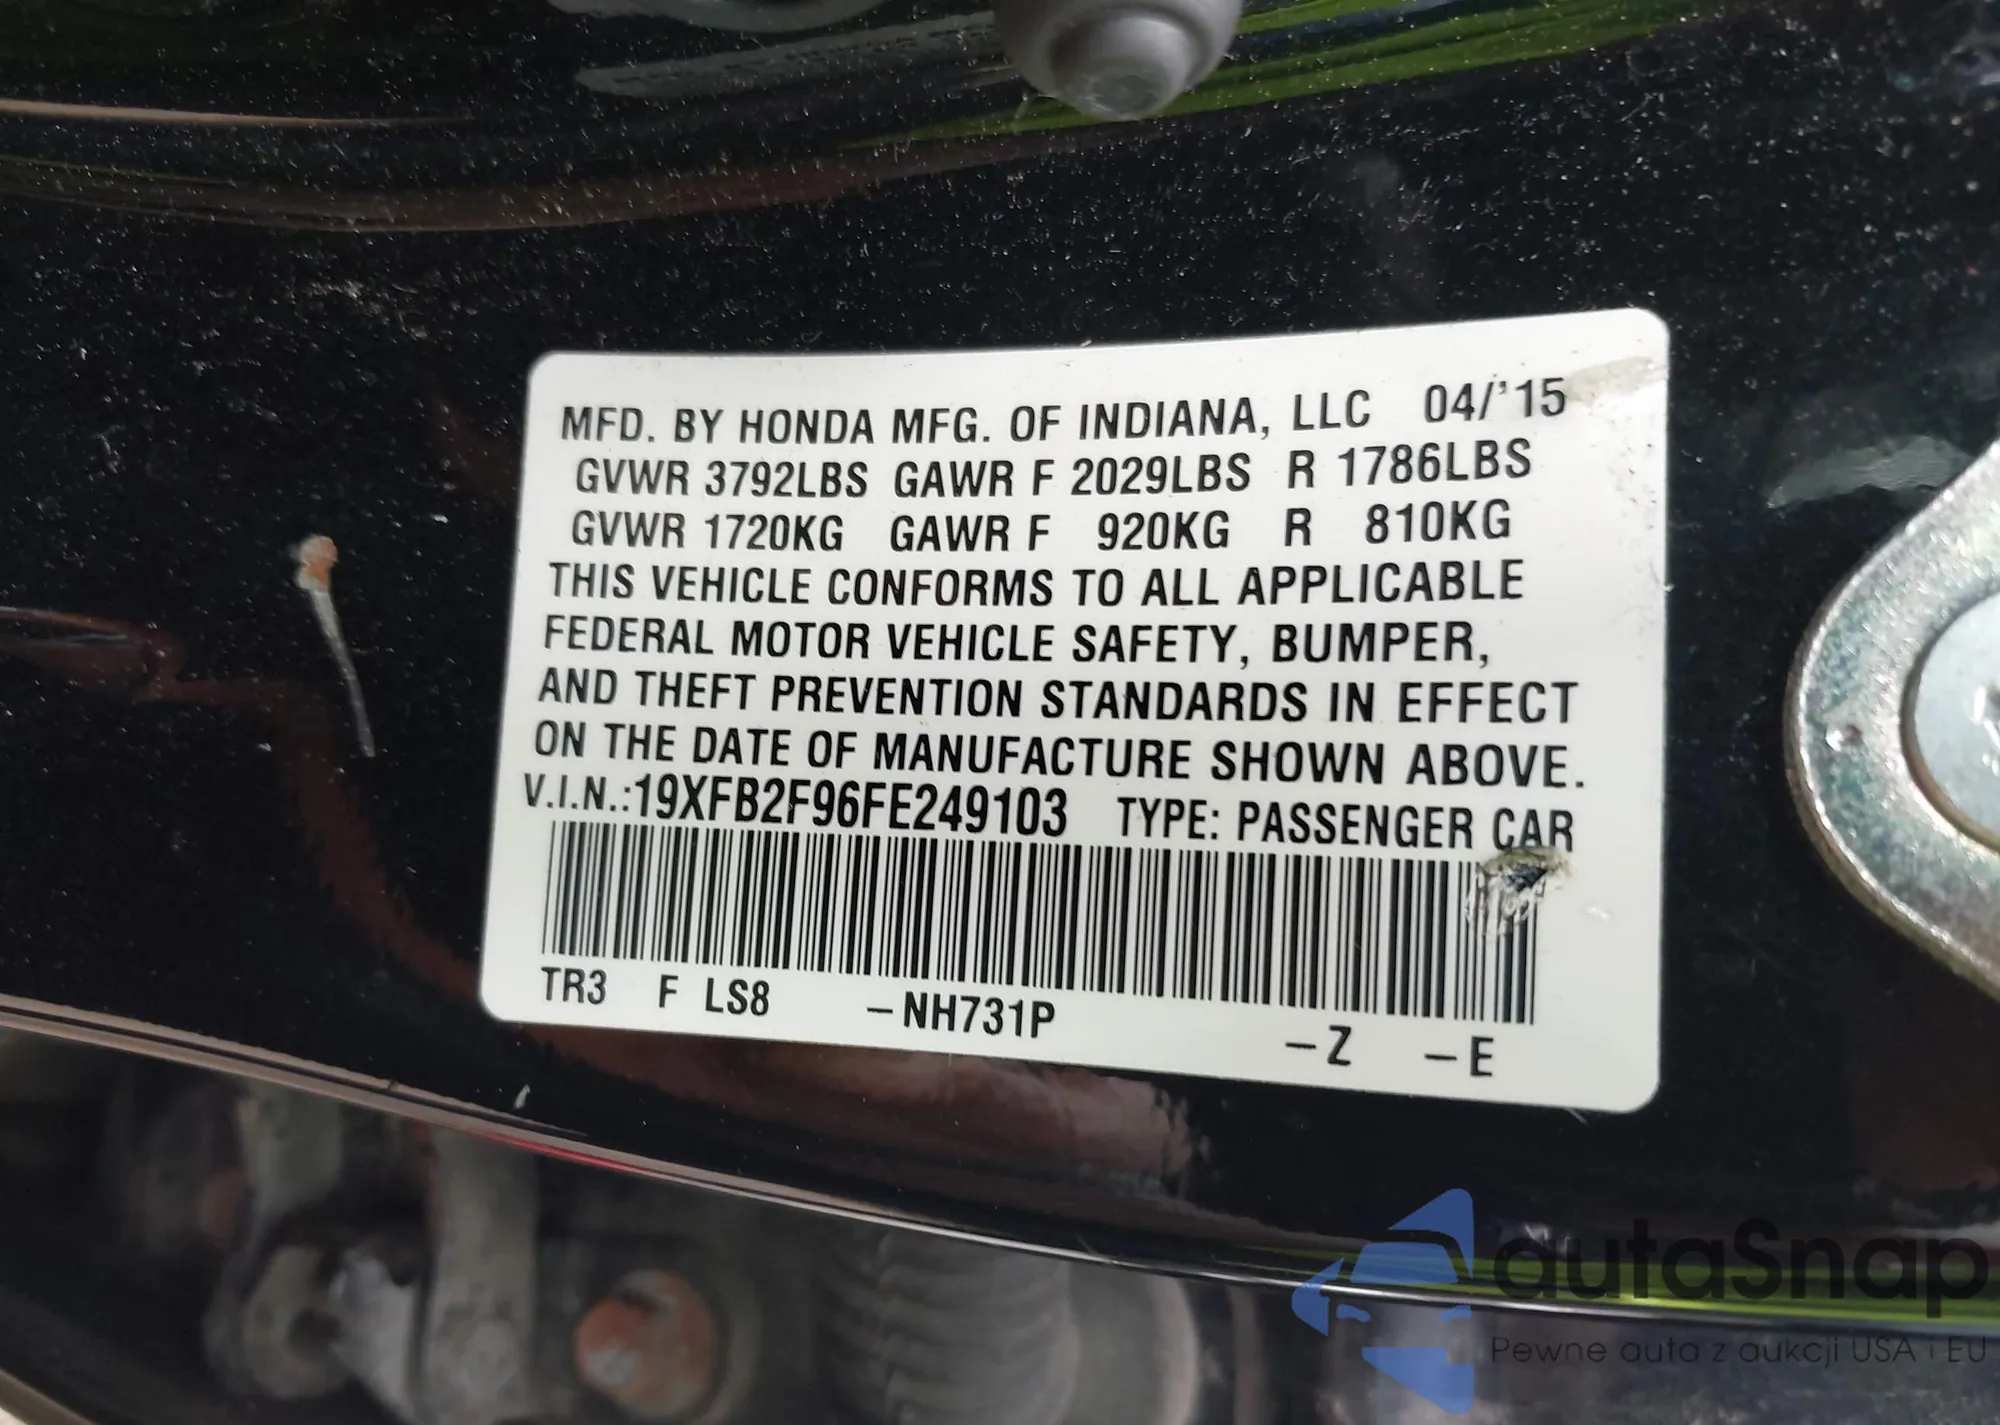 MFD. BY HONDA MFG. OF INDIANA, LLC 04/'15
GVWR 3792LBS GAWR F 2029LBS R 1786LBS
GVWR 1720KG GAWR F 920KG R 810KG
THIS VEHICLE CONFORMS TO ALL APPLICABLE
FEDERAL MOTOR VEHICLE SAFETY, BUMPER,
AND THEFT PREVENTION STANDARDS IN EFFECT
ON THE DATE OF MANUFACTURE SHOWN ABOVE.
V.I.N.:19XFB2F96FE249103 TYPE: PASSENGER CAR
TR3 F LS8 –NH731P –Z –E
autaSnap
Pewne auta z aukcji USA i EU